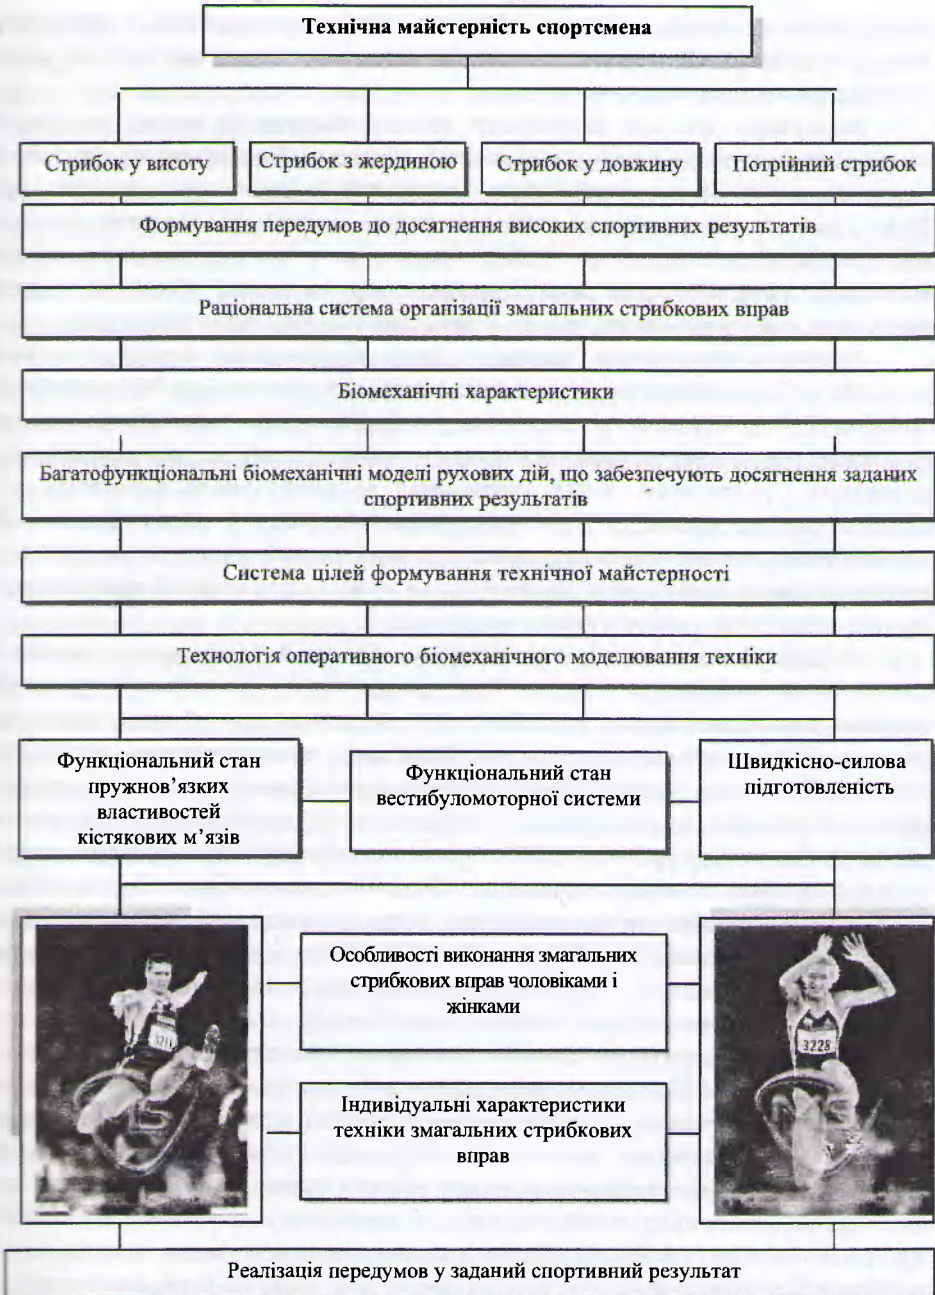 Технічна майстерність спортсмена
Стрибок у висоту
Стрибок з жердиною
Стрибок у довжину
Потрійний стрибок
Формування передумов до досягнення високих спортивних результатів
Раціональна система організації змагальних стрибкових вправ
Біомеханічні характеристики
Багатофункціональні біомеханічні моделі рухових дій, що забезпечують досягнення заданих
спортивних результатів
Система цілей формування технічної майстерності
Технологія оперативного біомеханічного моделювання техніки
Функціональний стан
пружнов’язких
властивостей
кістякових м’язів
Функціональний стан
вестибуломоторної системи
Швидкісно-силова
підготовленість
Особливості виконання змагальних
стрибкових вправ чоловіками і
жінками
3228
Індивідуальні характеристики
техніки змагальних стрибкових
вправ
Реалізація передумов у заданий спортивний результат